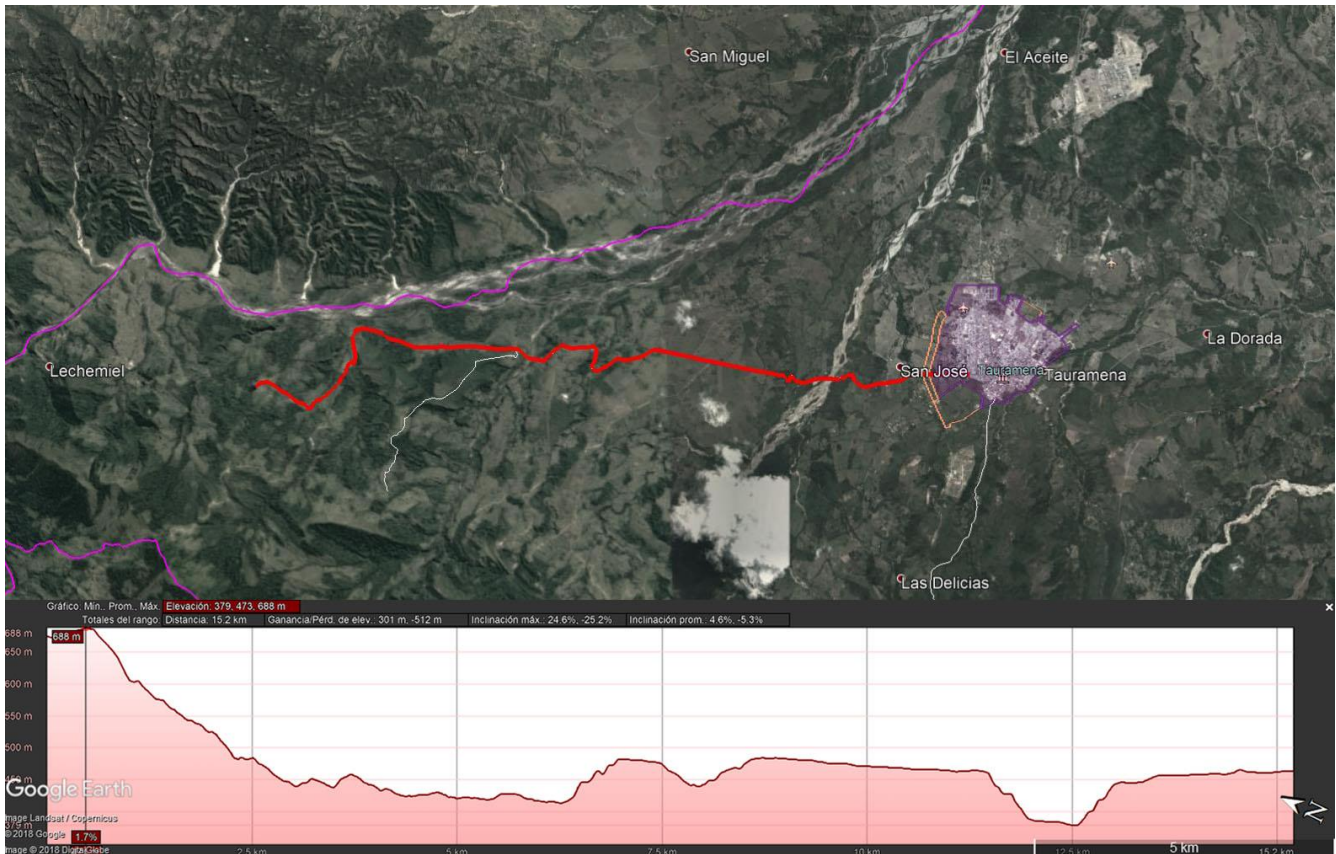 San Miguel
El Aceite
La Dorada
Lechemiel
San José
Tauramena
Tauramena
Las Delicias
Gráfico: Mín., Prom., Máx. Elevación: 379, 473, 688 m
Totales del rango: Distancia: 15.2 km Ganancia/Pérd. de elev.: 301 m, -512 m Inclinación máx.: 24.6%, -25.2% Inclinación prom.: 4.6%, -5.3%
688 m
688 m
650 m
600 m
550 m
500 m
Google Earth
Image Landsat / Copernicus
379 m
© 2018 Google
1.7%
Image © 2018 DigitalGlobe
2.5 km
5 km
7.5 km
10 km
12.5 km
15.2 km
5 km
N